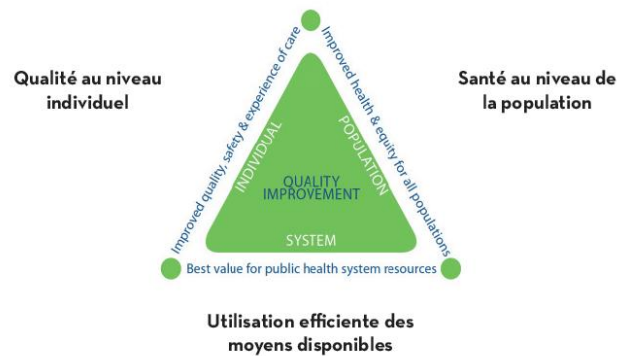 Qualité au niveau
individuel
Improved quality, safety & experience of care
Improved health & equity for all populations
Santé au niveau de
la population
INDIVIDUAL
POPULATION
QUALITY
IMPROVEMENT
SYSTEM
Best value for public health system resources
Utilisation efficiente des
moyens disponibles